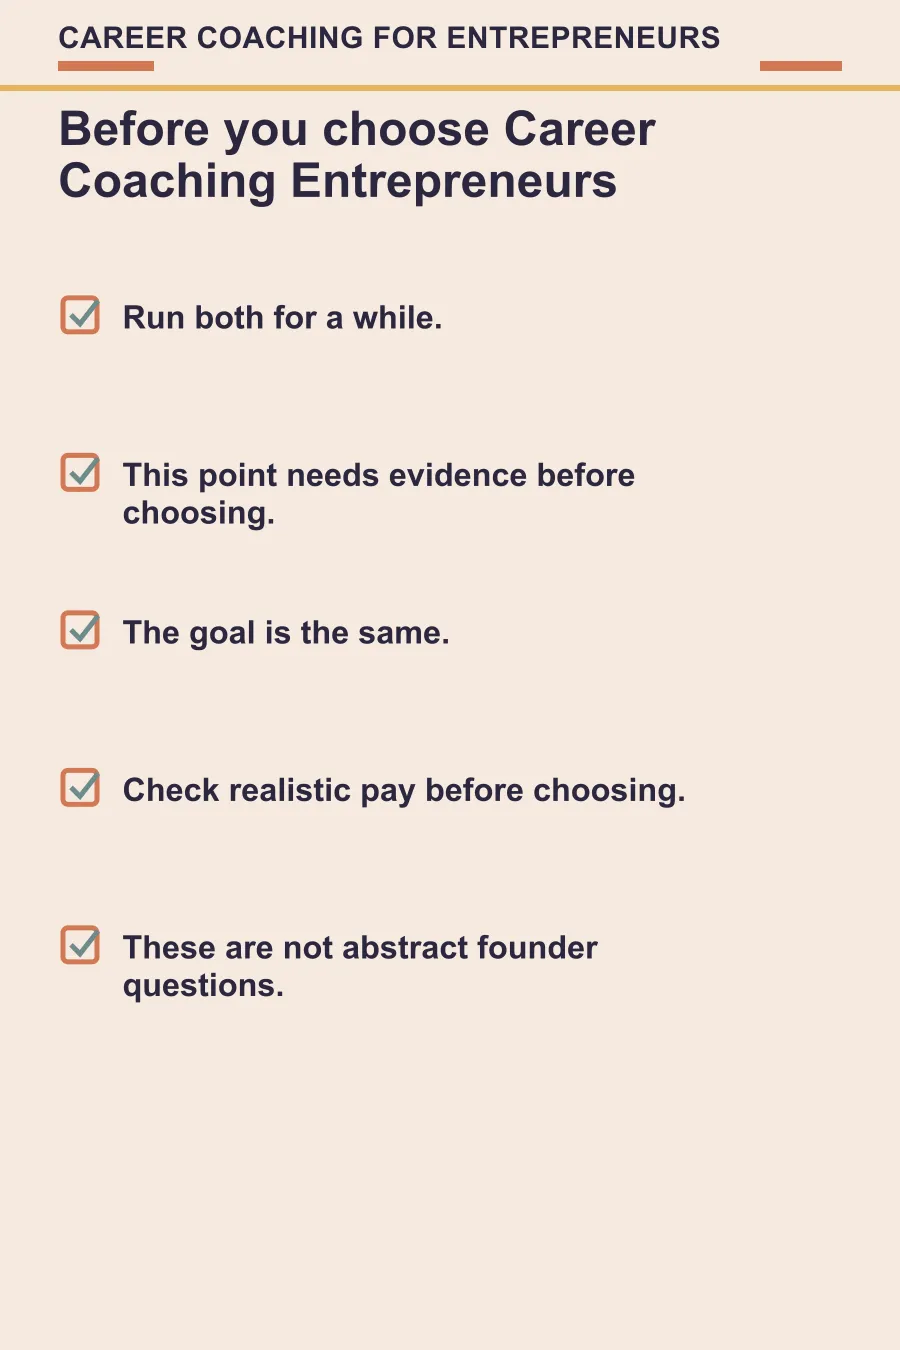 CAREER COACHING FOR ENTREPRENEURS
Before you choose Career
Coaching Entrepreneurs
Run both for a while.
This point needs evidence before
choosing.
The goal is the same.
Check realistic pay before choosing.
These are not abstract founder
questions.